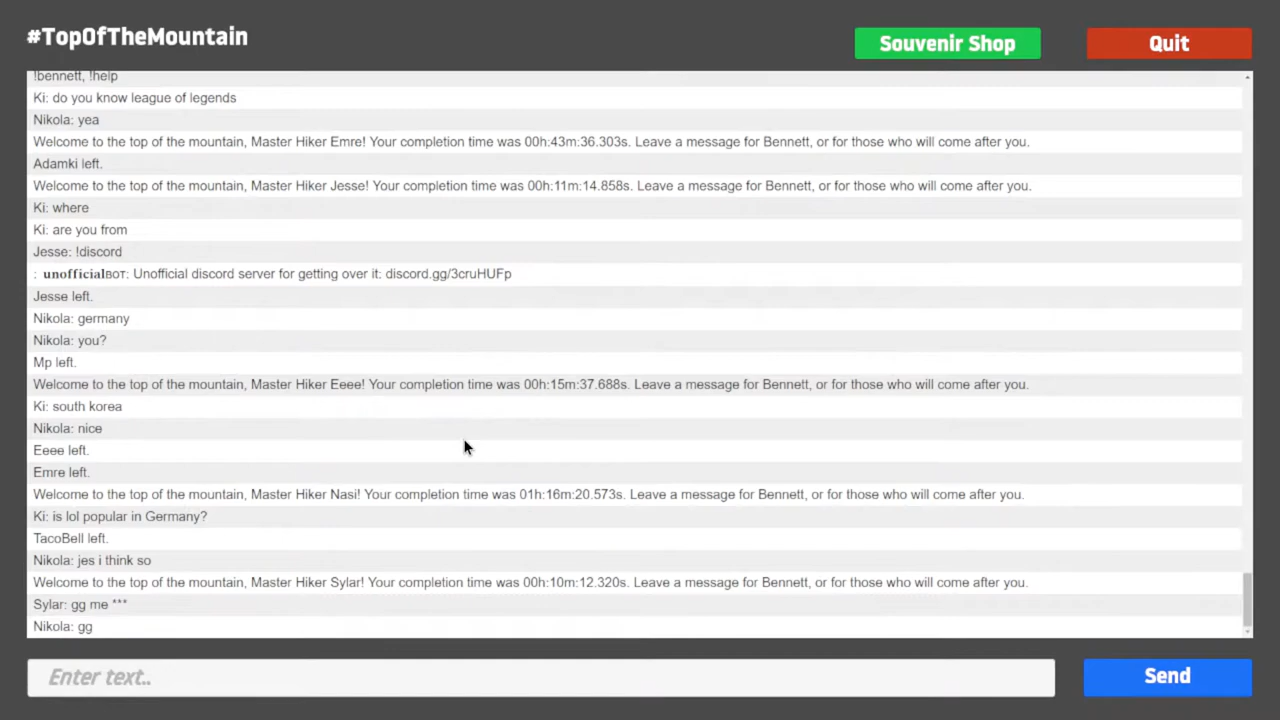 #TopOfTheMountain
Souvenir Shop
Quit
!bennett, !help
Ki: do you know league of legends
Nikola: yea
Welcome to the top of the mountain, Master Hiker Emre! Your completion time was 00h:43m:36.303s. Leave a message for Bennett, or for those who will come after you.
Adamki left.
Welcome to the top of the mountain, Master Hiker Jesse! Your completion time was 00h:11m:14.858s. Leave a message for Bennett, or for those who will come after you.
Ki: where
Ki: are you from
Jesse: !discord
: unofficialBOT: Unofficial discord server for getting over it: discord.gg/3cruHUFp
Jesse left.
Nikola: germany
Nikola: you?
Mp left.
Welcome to the top of the mountain, Master Hiker Eeee! Your completion time was 00h:15m:37.688s. Leave a message for Bennett, or for those who will come after you.
Ki: south korea
Nikola: nice
Eeee left.
Emre left.
Welcome to the top of the mountain, Master Hiker Nasi! Your completion time was 01h:16m:20.573s. Leave a message for Bennett, or for those who will come after you.
Ki: is lol popular in Germany?
TacoBell left.
Nikola: jes i think so
Welcome to the top of the mountain, Master Hiker Sylar! Your completion time was 00h:10m:12.320s. Leave a message for Bennett, or for those who will come after you.
Sylar: gg me ***
Nikola: gg
Enter text..
Send